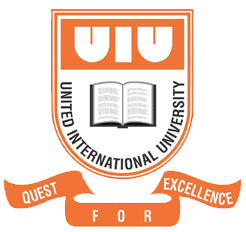 UIU
UNITED INTERNATIONAL UNIVERSITY
QUEST
FOR
EXCELLENCE